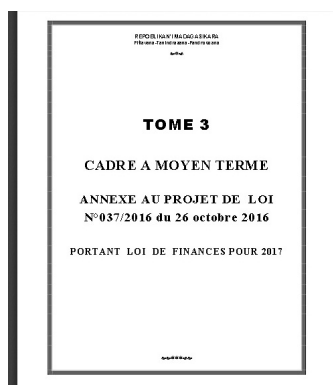 REPOBLIKAN'I MADAGASIKARA
Fitiavana-Tanindrazana-Fandrosoana
TOME 3
CADRE A MOYEN TERME
ANNEXE AU PROJET DE LOI
N°037/2016 du 26 octobre 2016
PORTANT LOI DE FINANCES POUR 2017